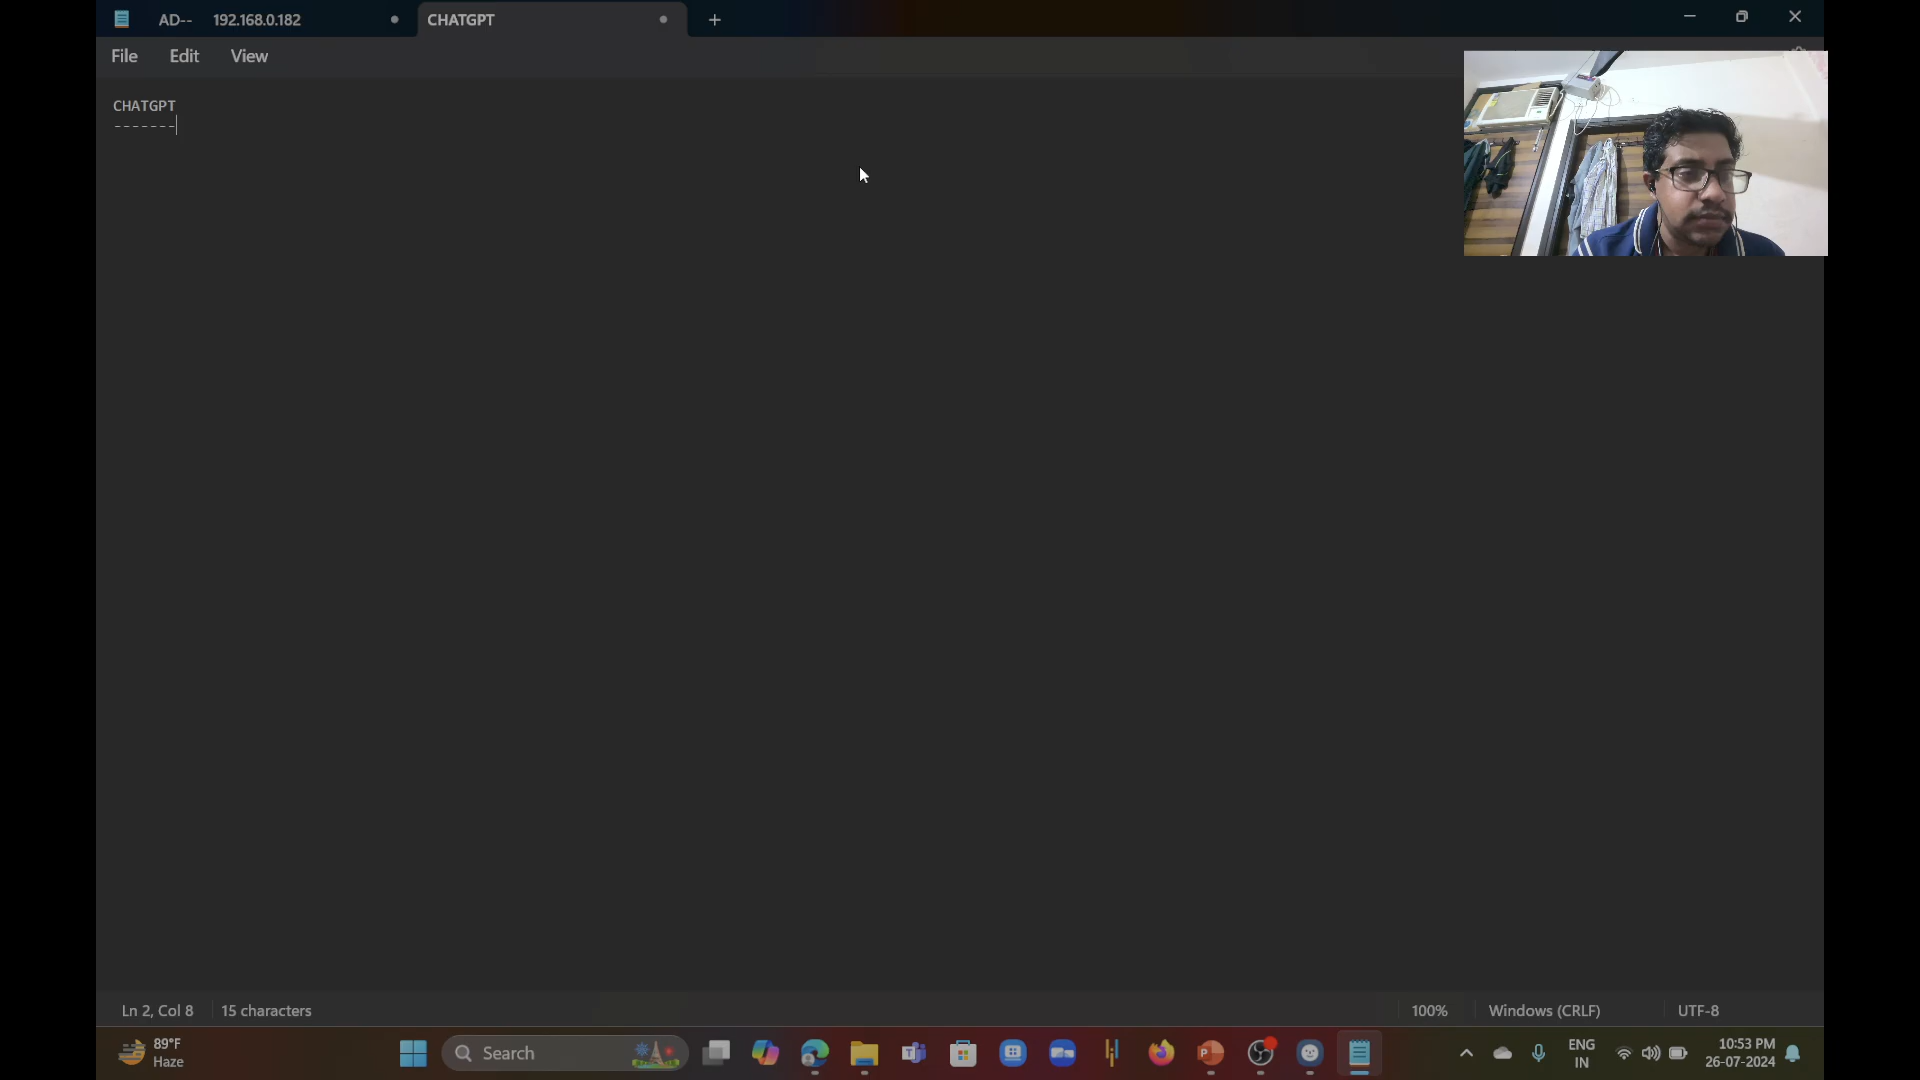 AD-- 192.168.0.182
CHATGPT
File Edit View
CHATGPT
-------
Ln 2, Col 8 15 characters 100% Windows (CRLF) UTF-8
89°F
Haze
Search
ENG
IN
10:53 PM
26-07-2024